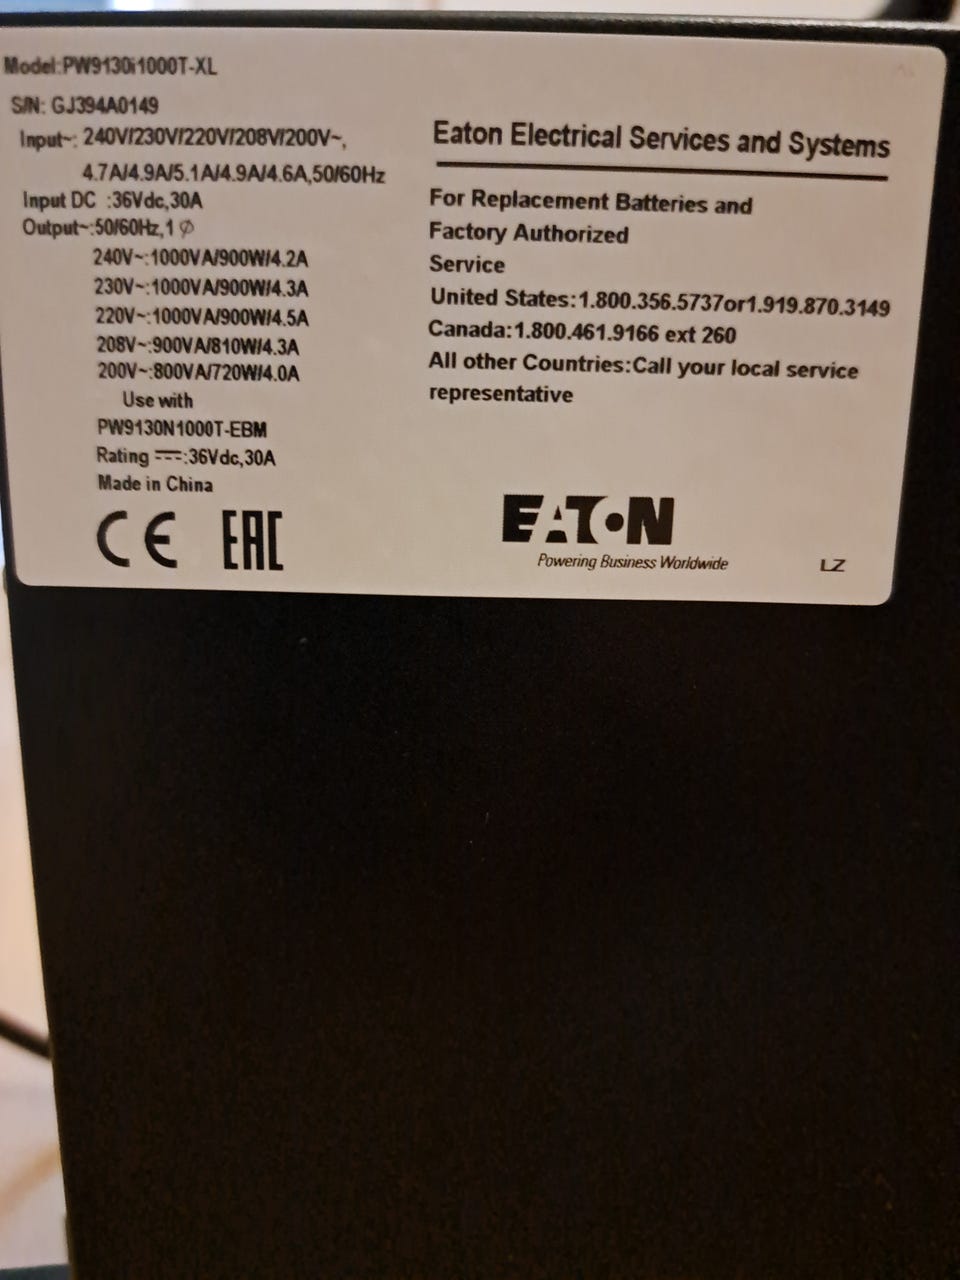 Model:PW9130i1000T-XL
S/N: GJ394A0149
Input~: 240V/230V/220V/208V/200V~,
4.7A/4.9A/5.1A/4.9A/4.6A,50/60Hz
Input DC :36Vdc,30A
Output~:50/60Hz,1 Ø
240V~:1000VA/900W/4.2A
230V~:1000VA/900W/4.3A
220V~:1000VA/900W/4.5A
208V~:900VA/810W/4.3A
200V~:800VA/720W/4.0A
Use with
PW9130N1000T-EBM
Rating ⎓:36Vdc,30A
Made in China
CE EAC
Eaton Electrical Services and Systems
For Replacement Batteries and
Factory Authorized
Service
United States:1.800.356.5737or1.919.870.3149
Canada:1.800.461.9166 ext 260
All other Countries:Call your local service
representative
EATON
Powering Business Worldwide
LZ